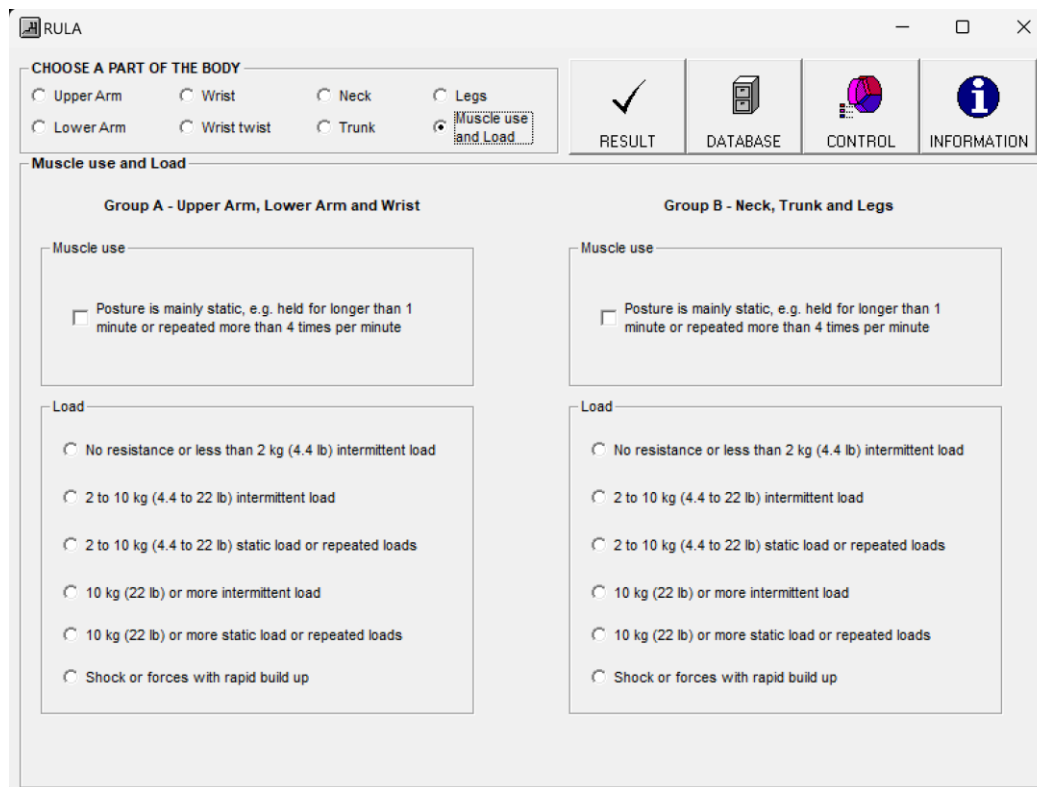 RULA
CHOOSE A PART OF THE BODY
Upper Arm
Wrist
Neck
Legs
Lower Arm
Wrist twist
Trunk
Muscle use
and Load
RESULT
DATABASE
CONTROL
INFORMATION
Muscle use and Load
Group A - Upper Arm, Lower Arm and Wrist
Muscle use
Posture is mainly static, e.g. held for longer than 1
minute or repeated more than 4 times per minute
Load
No resistance or less than 2 kg (4.4 lb) intermittent load
2 to 10 kg (4.4 to 22 lb) intermittent load
2 to 10 kg (4.4 to 22 lb) static load or repeated loads
10 kg (22 lb) or more intermittent load
10 kg (22 lb) or more static load or repeated loads
Shock or forces with rapid build up
Group B - Neck, Trunk and Legs
Muscle use
Posture is mainly static, e.g. held for longer than 1
minute or repeated more than 4 times per minute
Load
No resistance or less than 2 kg (4.4 lb) intermittent load
2 to 10 kg (4.4 to 22 lb) intermittent load
2 to 10 kg (4.4 to 22 lb) static load or repeated loads
10 kg (22 lb) or more intermittent load
10 kg (22 lb) or more static load or repeated loads
Shock or forces with rapid build up